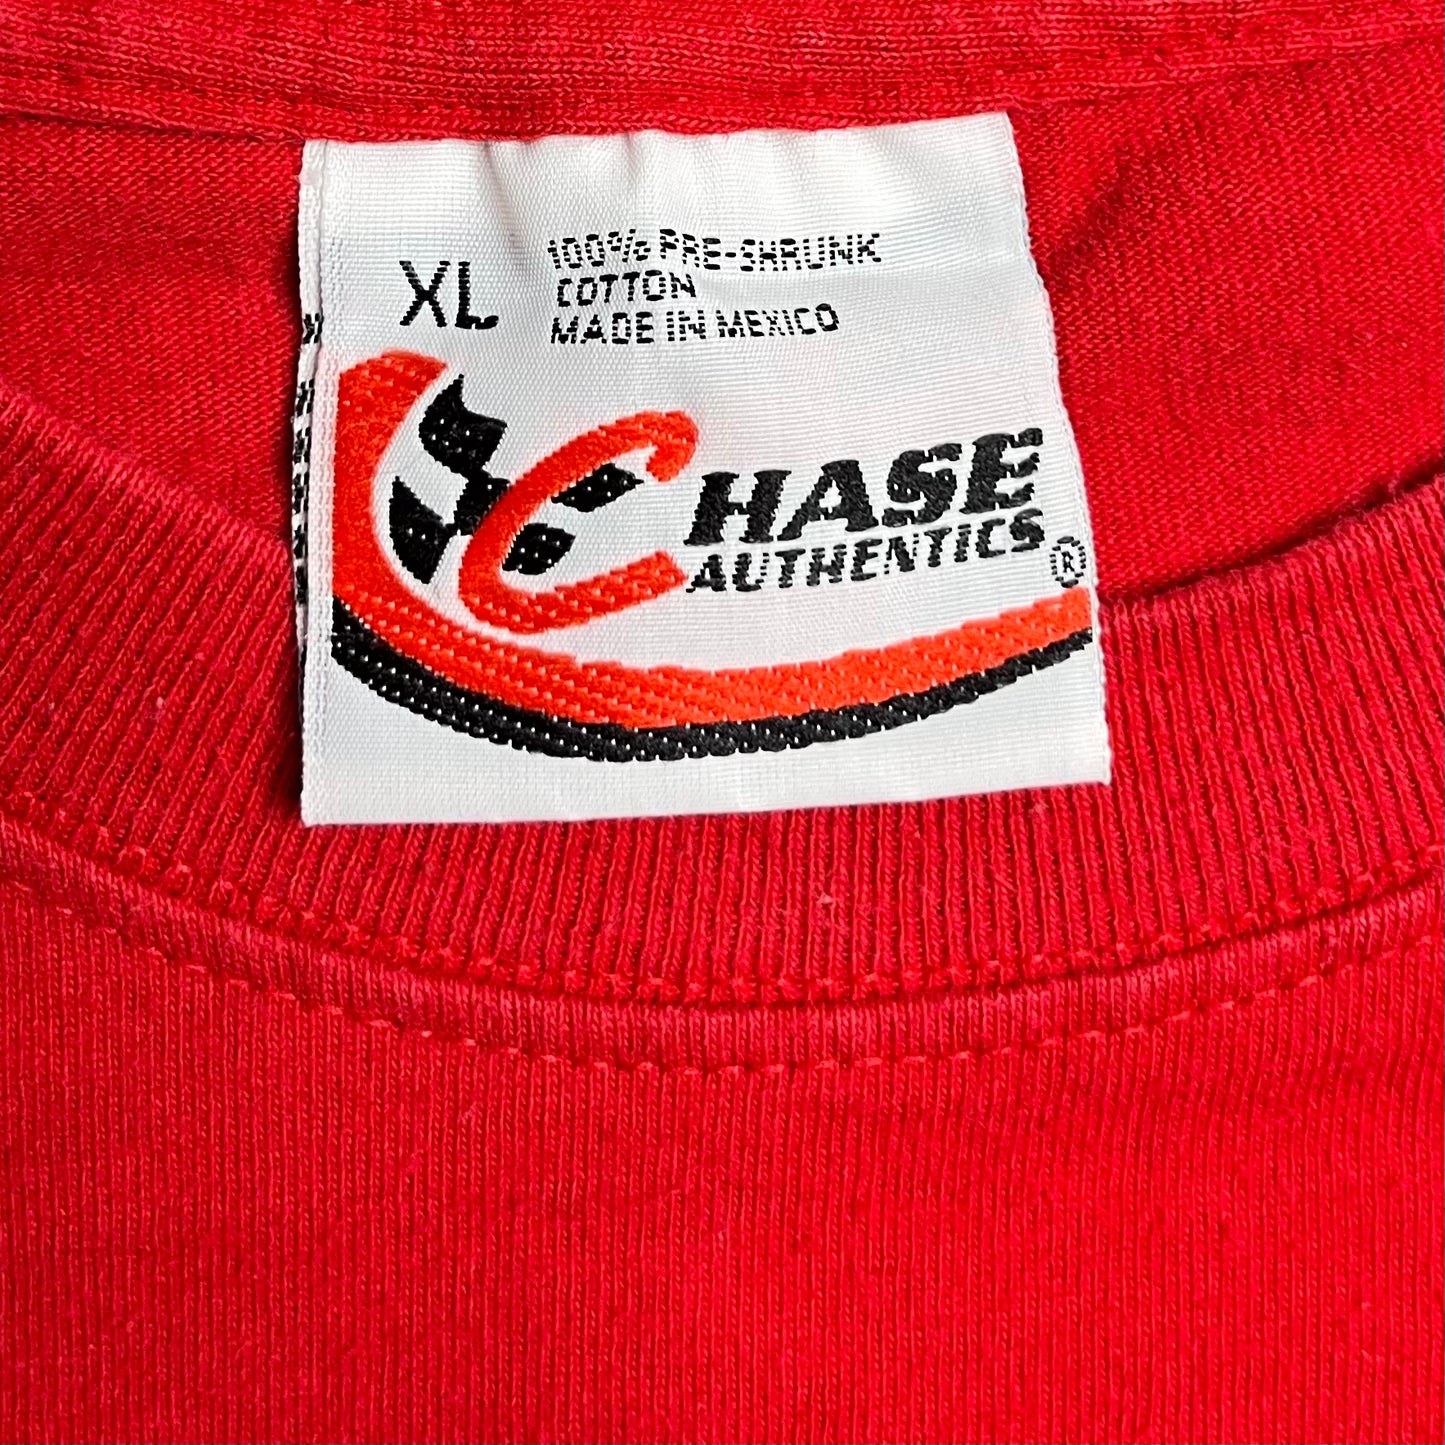 XL
100% PRE-SHRUNK
COTTON
MADE IN MEXICO
CHASE
AUTHENTICS®